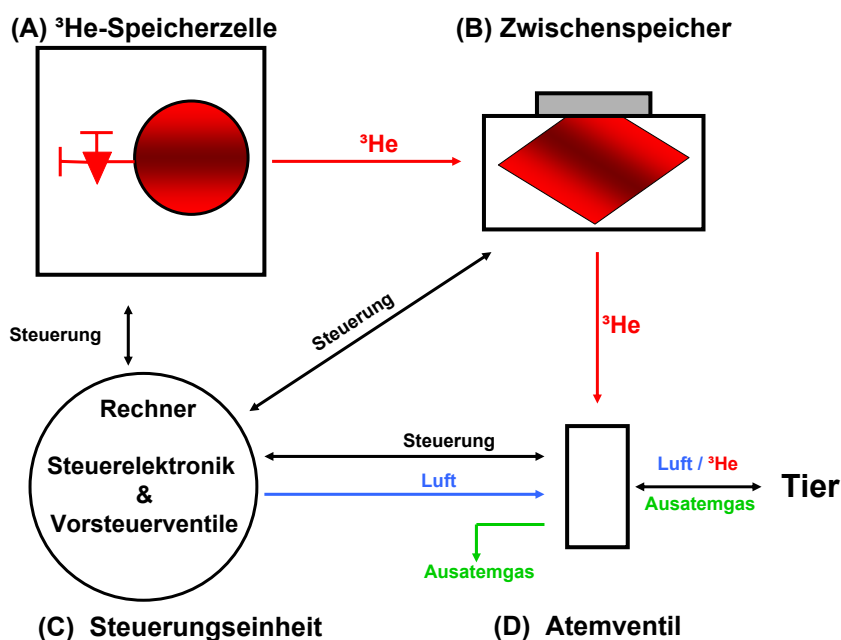 (A) ³He-Speicherzelle
(B) Zwischenspeicher
³He
Steuerung
Steuerung
³He
Rechner
Steuerelektronik
&
Vorsteuerventile
Steuerung
Luft
Ausatemgas
Luft / ³He
Ausatemgas
Tier
(C) Steuerungseinheit
(D) Atemventil